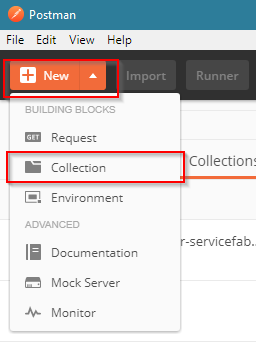 Postman
File Edit View Help
New Import Runner
BUILDING BLOCKS
GET Request
Collection
Collections
Environment
ADVANCED
r-servicefab..
Documentation
Mock Server
Monitor